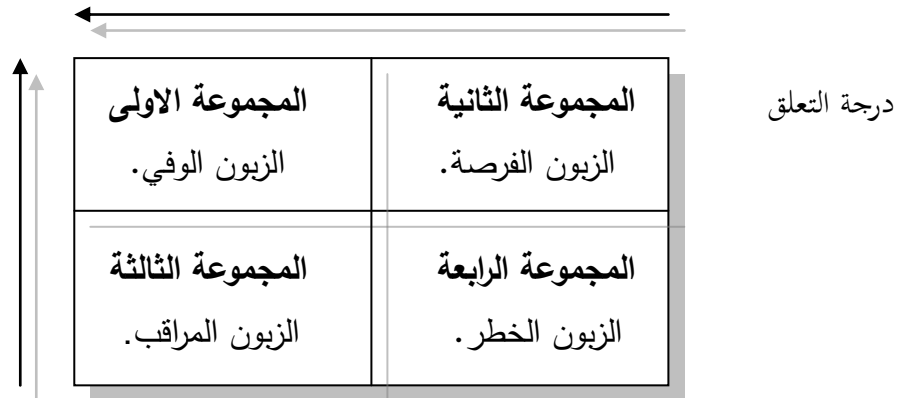 درجة التعلق
المجموعة الثانية
الزبون الفرصة.
المجموعة الاولى
الزبون الوفي.
المجموعة الرابعة
الزبون الخطر.
المجموعة الثالثة
الزبون المراقب.